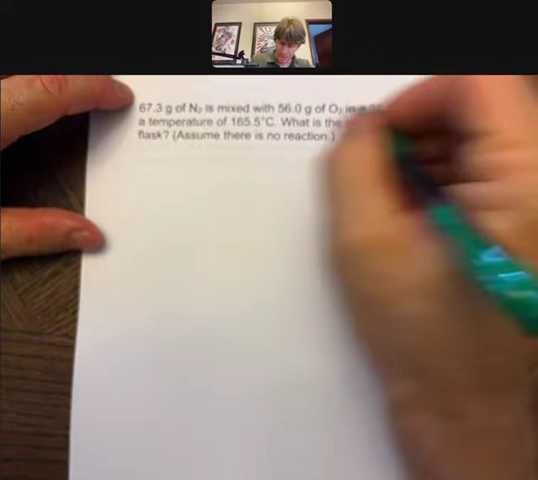 67.3 g of N₂ is mixed with 56.0 g of O₂ in a
a temperature of 165.5°C. What is the
flask? (Assume there is no reaction.)